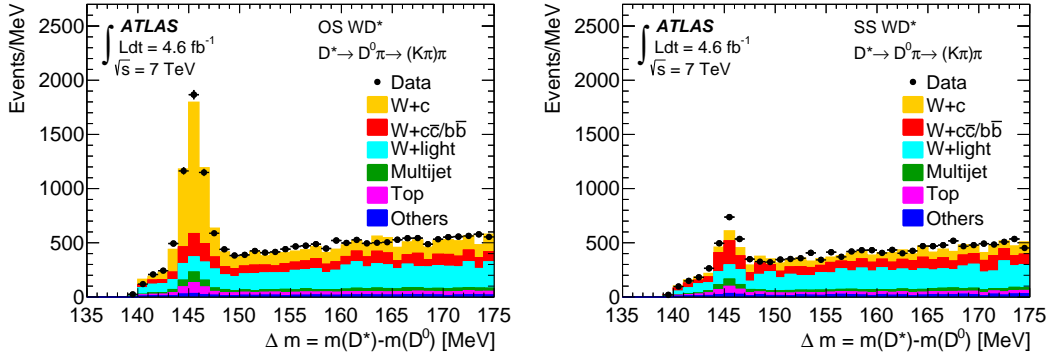 Events/MeV
2500
2000
1500
1000
500
0
ATLAS
∫ Ldt = 4.6 fb⁻¹
√s = 7 TeV
OS WD*
D*→ D⁰π→ (Kπ)π
Data
W+c
W+cc̄/bb̄
W+light
Multijet
Top
Others
135 140 145 150 155 160 165 170 175
Δ m = m(D*)-m(D⁰) [MeV]
Events/MeV
2500
2000
1500
1000
500
0
ATLAS
∫ Ldt = 4.6 fb⁻¹
√s = 7 TeV
SS WD*
D*→ D⁰π→ (Kπ)π
Data
W+c
W+cc̄/bb̄
W+light
Multijet
Top
Others
135 140 145 150 155 160 165 170 175
Δ m = m(D*)-m(D⁰) [MeV]